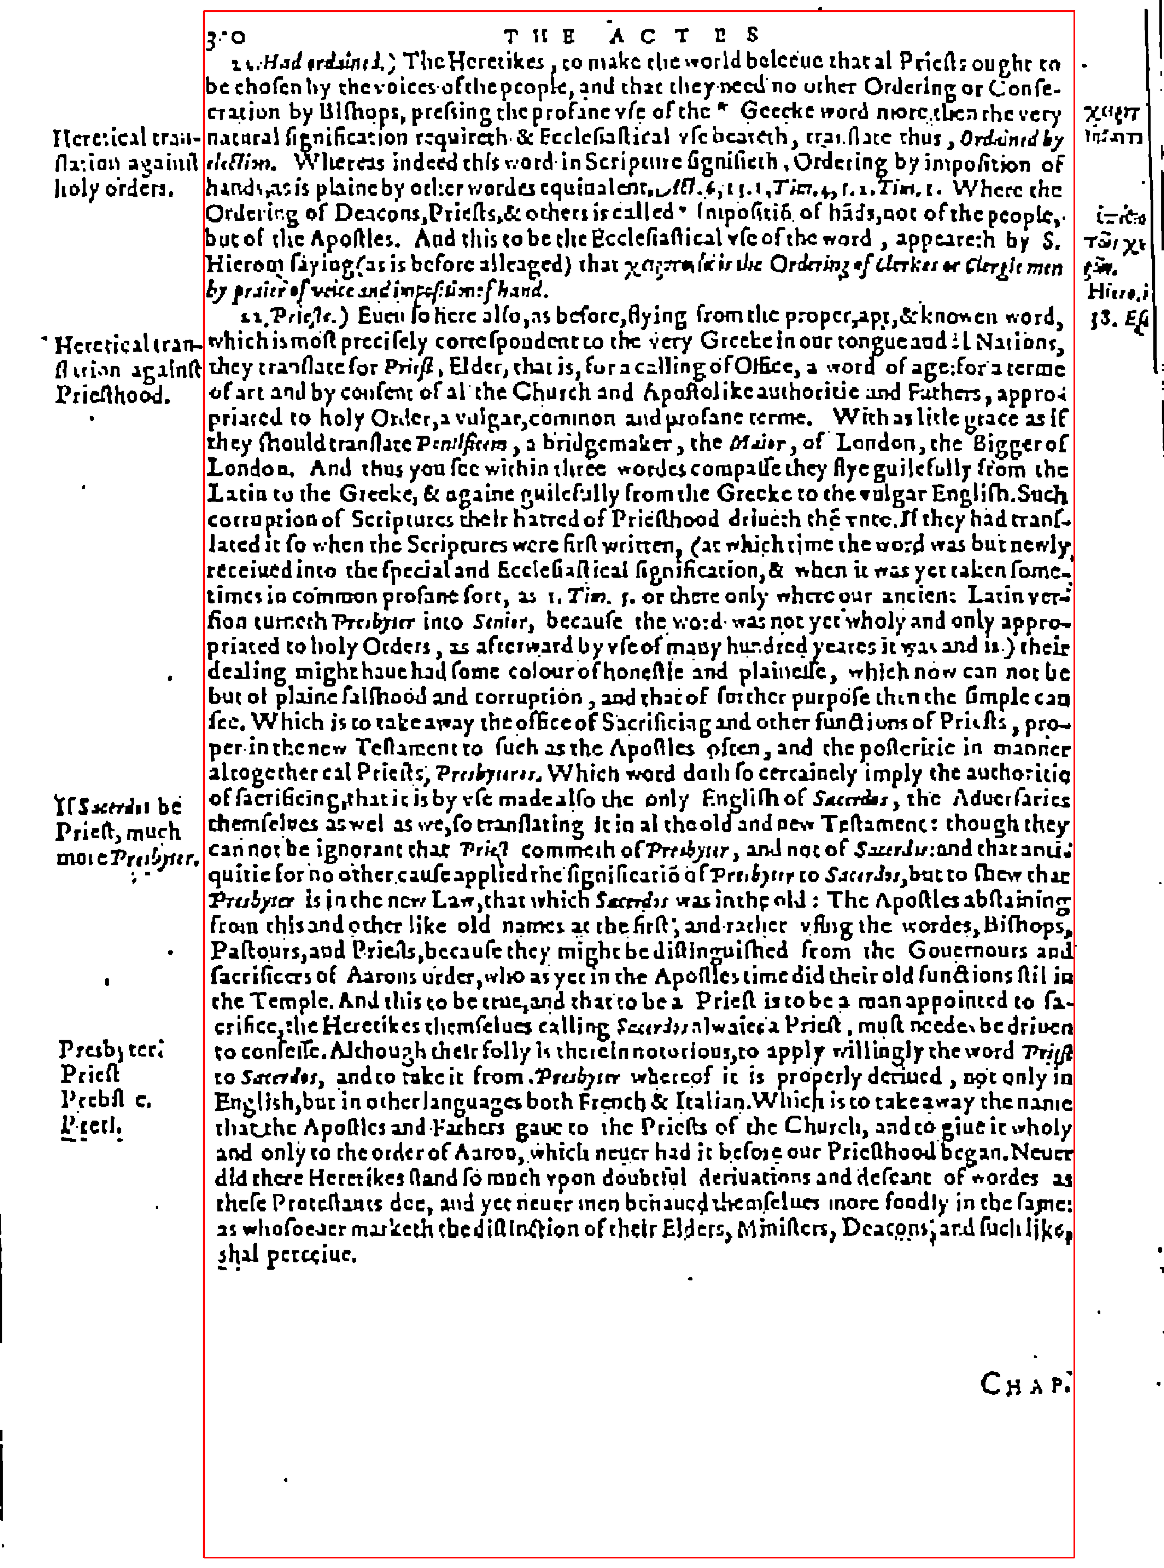 THE ACTES
Had ordained.) The Heretikes, to make the world beleeue that al Prieſts ought to
be choſen by the voices of the people, and that they need no other Ordering or Conſe-
cration by Biſhops, preſsing the profane vſe of the * Greeke word more then the very
natural ſignification requireth & Eccleſiaſtical vſe beareth, tranſlate thus, Ordained by
election. Whereas indeed this word in Scripture ſignifieth, Ordering by impoſition of
hands, as is plaine by other wordes equiualent, Act. 6, 13. 1. Tim. 4, 5. 2. Tim. 1. Where the
Ordering of Deacons, Prieſts, & others is called * Impoſitiō of hāds, not of the people,
but of the Apoſtles. And this to be the Eccleſiaſtical vſe of the word, appeareth by S.
Hierom ſaying (as is before alleaged) that is the Ordering of Clerkes or Clergie men
by praier of voice and impoſition of hand.
22. Prieſts.) Euen ſo here alſo, as before, flying from the proper, apt, & knowen word,
which is moſt preciſely correſpondent to the very Greeke in our tongue and al Nations,
they tranſlate for Prieſt, Elder, that is, for a calling of Office, a word of age: for a terme
of art and by conſent of al the Church and Apoſtolike authoritie and Fathers, appro-
priated to holy Order, a vulgar, common and profane terme. With as litle grace as if
they ſhould tranſlate Pontificem, a bridgemaker, the Maior, of London, the Bigger of
London. And thus you ſee within three wordes compaſſe they flye guilefully from the
Latin to the Greeke, & againe guilefully from the Greeke to the vulgar Engliſh. Such
corruption of Scriptures their hatred of Prieſthood driueth thē vnto. If they had tranſ-
lated it ſo when the Scriptures were firſt written, (at which time the word was but newly
receiued into the ſpecial and Eccleſiaſtical ſignification, & when it was yet taken ſome-
times in common profane ſort, as 1. Tim. 5. or there only where our ancient Latin ver-
ſion turneth Presbyter into Senior, becauſe the word was not yet wholy and only appro-
priated to holy Orders, as afterward by vſe of many hundred yeares it was and is.) their
dealing might haue had ſome colour of honeſtie and plaineſſe, which now can not be
but of plaine falſhood and corruption, and that of further purpoſe then the ſimple can
ſee. Which is to take away the office of Sacrificing and other functions of Prieſts, pro-
per in the new Teſtament to ſuch as the Apoſtles often, and the poſteritie in manner
altogether cal Prieſts, Presbyteros. Which word doth ſo certainely imply the authoritie
of ſacrificing, that it is by vſe made alſo the only Engliſh of Sacerdos, the Aduerſaries
themſelues as wel as we, ſo tranſlating it in al the old and new Teſtament: though they
can not be ignorant that Prieſt commeth of Presbyter, and not of Sacerdos: and that anti-
quitie for no other cauſe applied the ſignificatiō of Presbyter to Sacerdos, but to ſhew that
Presbyter is in the new Law, that which Sacerdos was in the old: The Apoſtles abſtaining
from this and other like old names at the firſt; and rather vſing the wordes, Biſhops,
Paſtours, and Prieſts, becauſe they might be diſtinguiſhed from the Gouernours and
ſacrificers of Aarons order, who as yet in the Apoſtles time did their old functions ſtil in
the Temple. And this to be true, and that to be a Prieſt is to be a man appointed to ſa-
crifice, the Heretikes themſelues calling Sacerdos alwaies a Prieſt, muſt needes be driuen
to confeſſe. Although their folly is therein notorious, to apply willingly the word Prieſt
to Sacerdos, and to take it from Presbyter whereof it is properly deriued, not only in
Engliſh, but in other languages both French & Italian. Which is to take away the name
that the Apoſtles and Fathers gaue to the Prieſts of the Church, and to giue it wholy
and only to the order of Aaron, which neuer had it before our Prieſthood began. Neuer
did there Heretikes ſtand ſo much vpon doubtful deriuations and deſcant of wordes as
theſe Proteſtants doe, and yet neuer men behaued themſelues more fondly in the ſame:
as whoſoeuer marketh the diſtinction of their Elders, Miniſters, Deacons, and ſuch like,
shal perceiue.
CHAP.
Heretical tran-
ſlation againſt
holy orders.
Heretical tran-
ſlation againſt
Prieſthood.
If Sacerdos be
Prieſt, much
more Presbyter.
Presbyter.
Prieſt